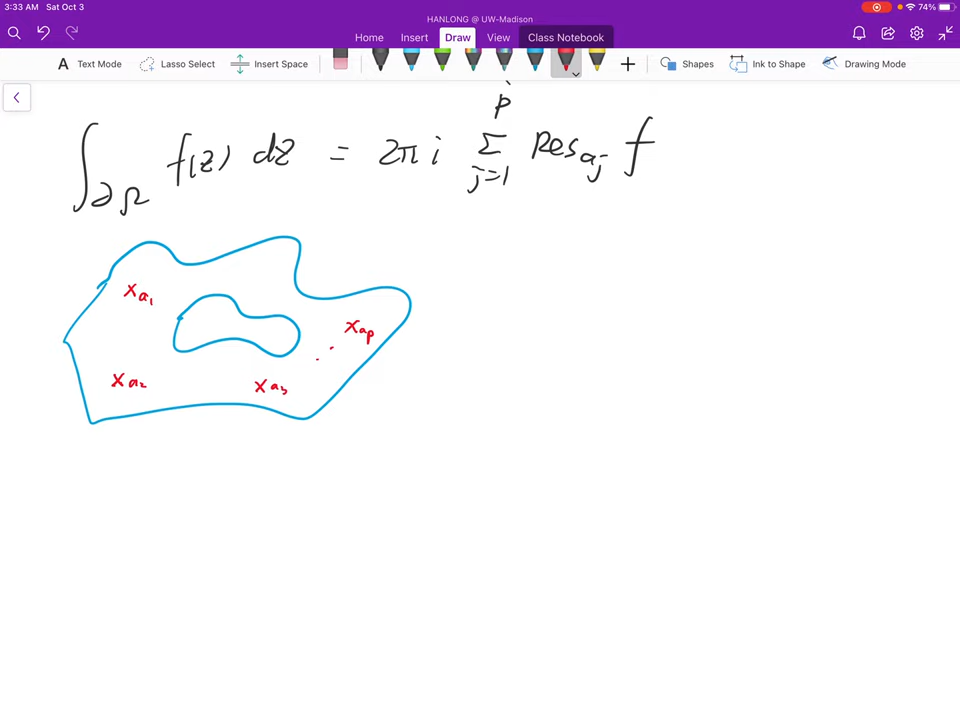 3:33 AM Sat Oct 3
74%
HANLONG @ UW-Madison
Home Insert Draw View Class Notebook
A Text Mode Lasso Select Insert Space Shapes Ink to Shape Drawing Mode
∫_{∂Ω} f(z) dz = 2πi Σ_{j=1}^{p} Res_{a_j} f
x a₁
x a_p
x a₂ x a₃